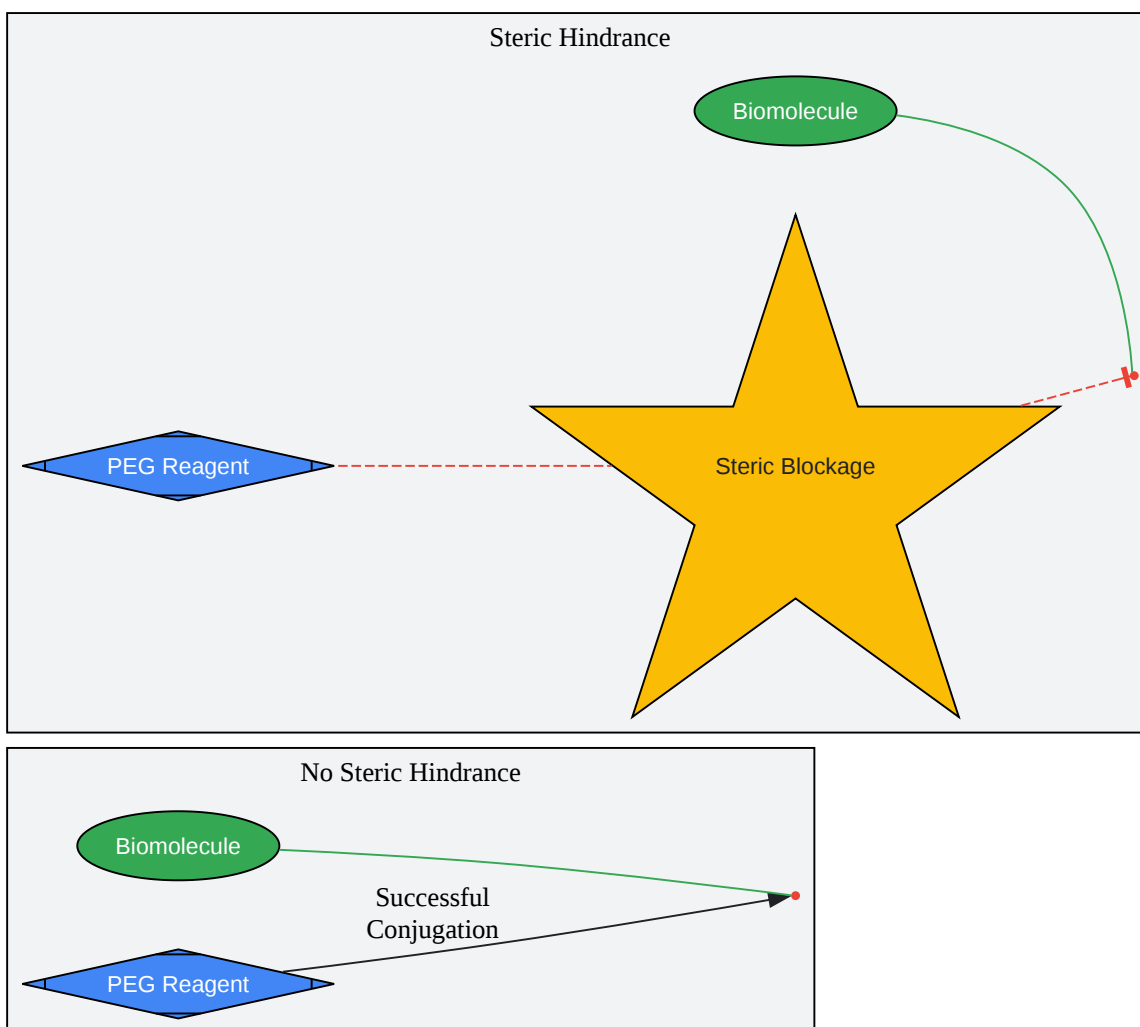 Steric Hindrance
Biomolecule
PEG Reagent
Steric Blockage
No Steric Hindrance
Biomolecule
Successful
Conjugation
PEG Reagent